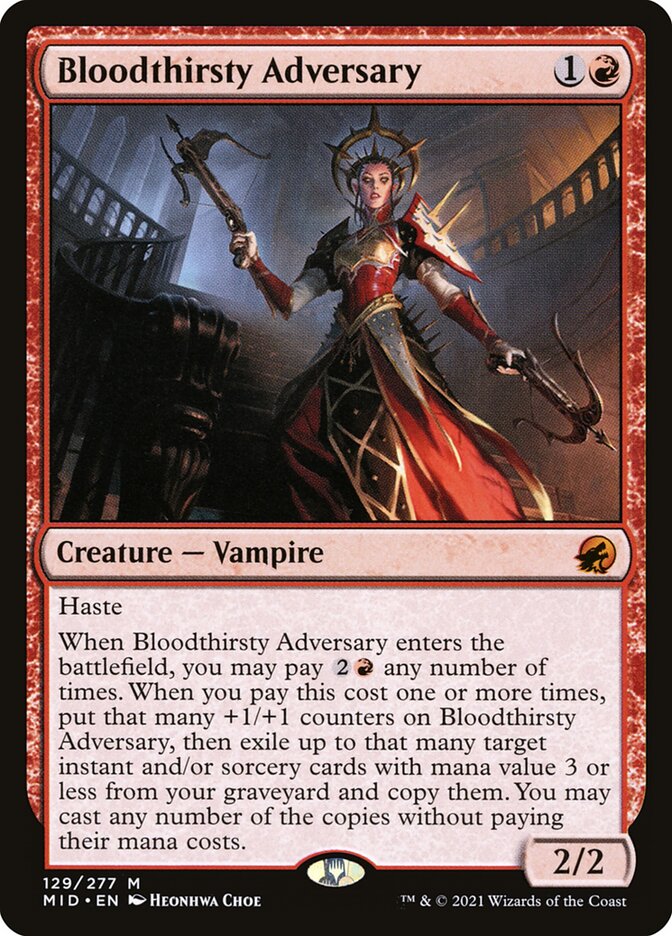 Bloodthirsty Adversary 1
Creature — Vampire
Haste
When Bloodthirsty Adversary enters the
battlefield, you may pay 2 any number of
times. When you pay this cost one or more times,
put that many +1/+1 counters on Bloodthirsty
Adversary, then exile up to that many target
instant and/or sorcery cards with mana value 3 or
less from your graveyard and copy them. You may
cast any number of the copies without paying
their mana costs.
2/2
129/277 M
MID • EN HEONHWA CHOE
™ & © 2021 Wizards of the Coast